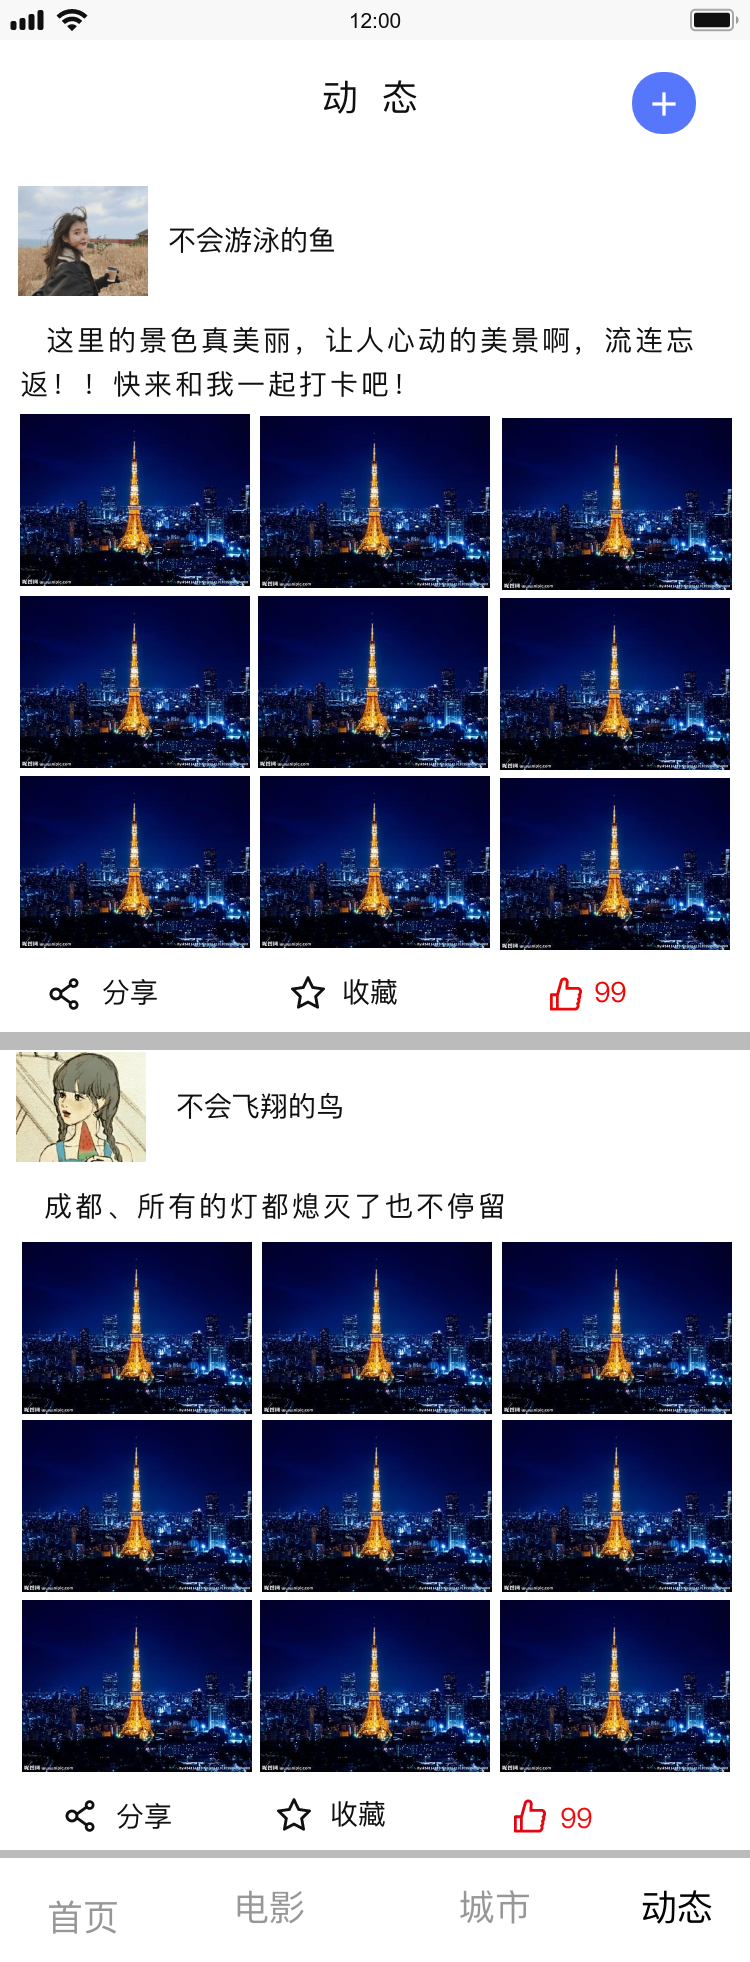 12:00
动 态
不会游泳的鱼
这里的景色真美丽，让人心动的美景啊，流连忘
返！！快来和我一起打卡吧！
分享 收藏 99
不会飞翔的鸟
成都、所有的灯都熄灭了也不停留
分享 收藏 99
首页 电影 城市 动态